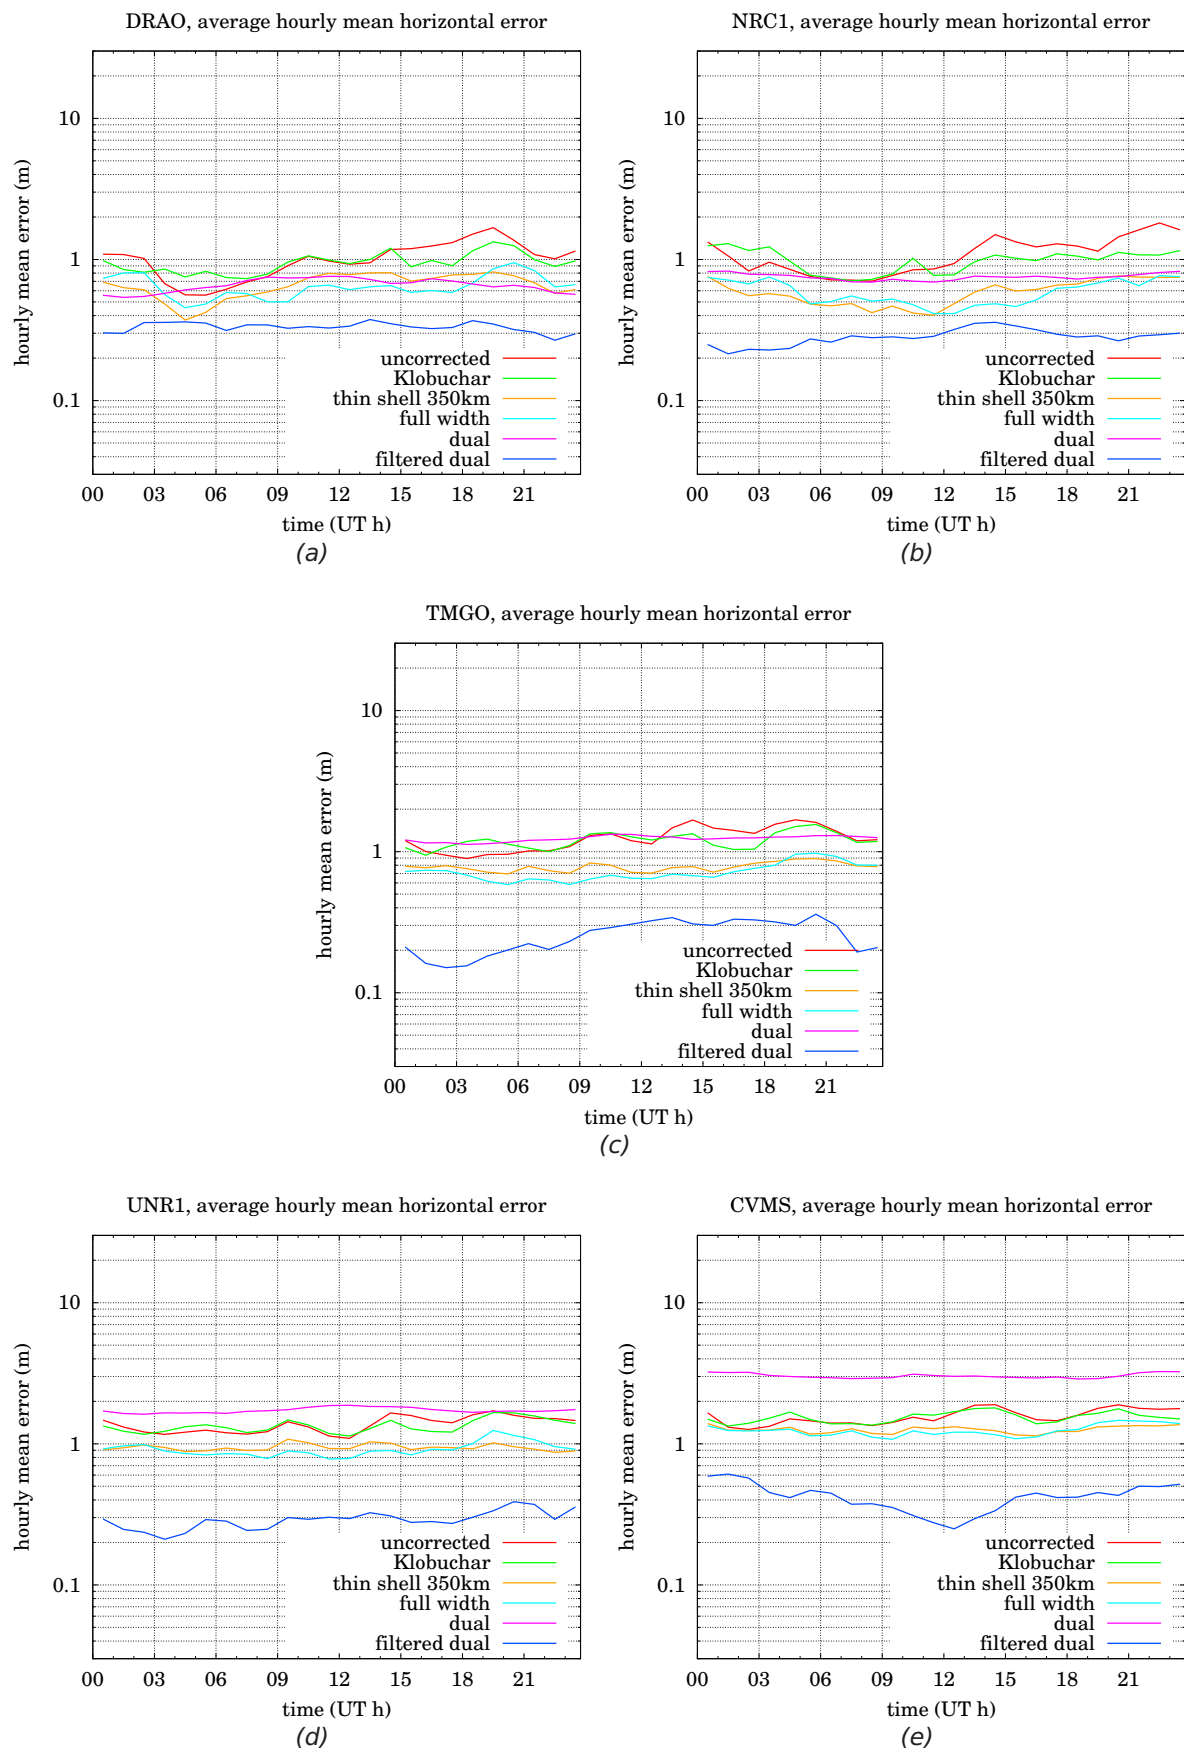 DRAO, average hourly mean horizontal error
hourly mean error (m)
10
1
0.1
uncorrected
Klobuchar
thin shell 350km
full width
dual
filtered dual
00 03 06 09 12 15 18 21
time (UT h)
(a)
NRC1, average hourly mean horizontal error
hourly mean error (m)
10
1
0.1
uncorrected
Klobuchar
thin shell 350km
full width
dual
filtered dual
00 03 06 09 12 15 18 21
time (UT h)
(b)
TMGO, average hourly mean horizontal error
hourly mean error (m)
10
1
0.1
uncorrected
Klobuchar
thin shell 350km
full width
dual
filtered dual
00 03 06 09 12 15 18 21
time (UT h)
(c)
UNR1, average hourly mean horizontal error
hourly mean error (m)
10
1
0.1
uncorrected
Klobuchar
thin shell 350km
full width
dual
filtered dual
00 03 06 09 12 15 18 21
time (UT h)
(d)
CVMS, average hourly mean horizontal error
hourly mean error (m)
10
1
0.1
uncorrected
Klobuchar
thin shell 350km
full width
dual
filtered dual
00 03 06 09 12 15 18 21
time (UT h)
(e)